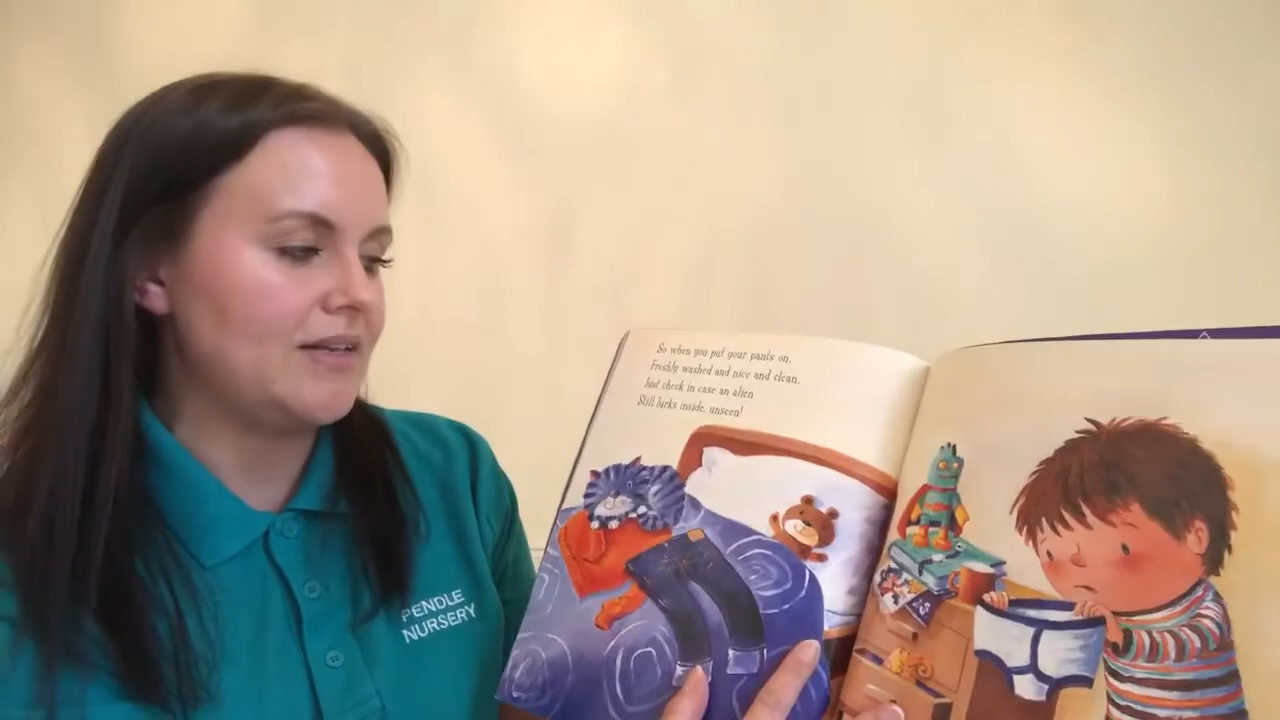 So when you put your pants on,
Freshly washed and nice and clean,
Just check in case an alien
Still lurks inside, unseen!
PENDLE
NURSERY